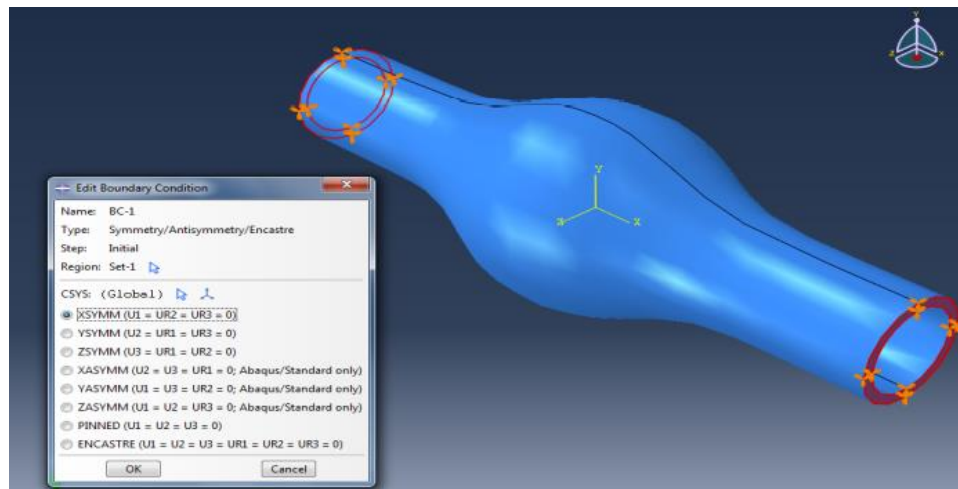 Edit Boundary Condition
Name: BC-1
Type: Symmetry/Antisymmetry/Encastre
Step: Initial
Region: Set-1
CSYS: (Global)
XSYMM (U1 = UR2 = UR3 = 0)
YSYMM (U2 = UR1 = UR3 = 0)
ZSYMM (U3 = UR1 = UR2 = 0)
XASYMM (U2 = U3 = UR1 = 0; Abaqus/Standard only)
YASYMM (U1 = U3 = UR2 = 0; Abaqus/Standard only)
ZASYMM (U1 = U2 = UR3 = 0; Abaqus/Standard only)
PINNED (U1 = U2 = U3 = 0)
ENCASTRE (U1 = U2 = U3 = UR1 = UR2 = UR3 = 0)
OK Cancel
Y
Z X
Y
Z X